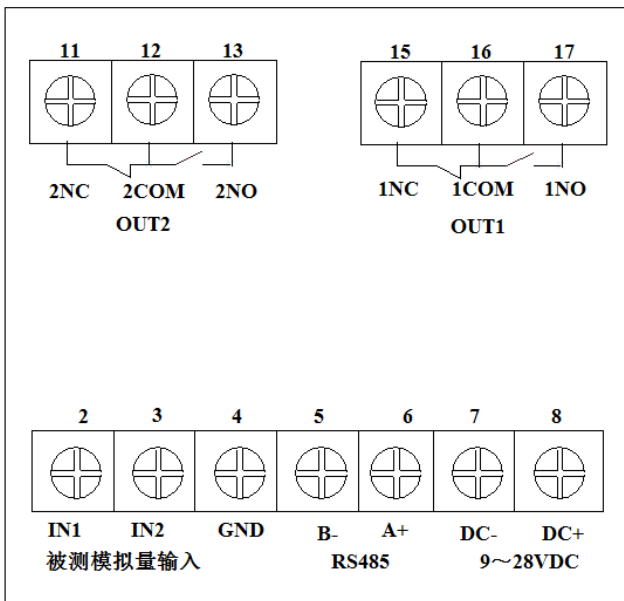 11 12 13
15 16 17
2NC 2COM 2NO
1NC 1COM 1NO
OUT2
OUT1
2 3 4 5 6 7 8
IN1 IN2 GND B- A+ DC- DC+
被测模拟量输入 RS485 9～28VDC